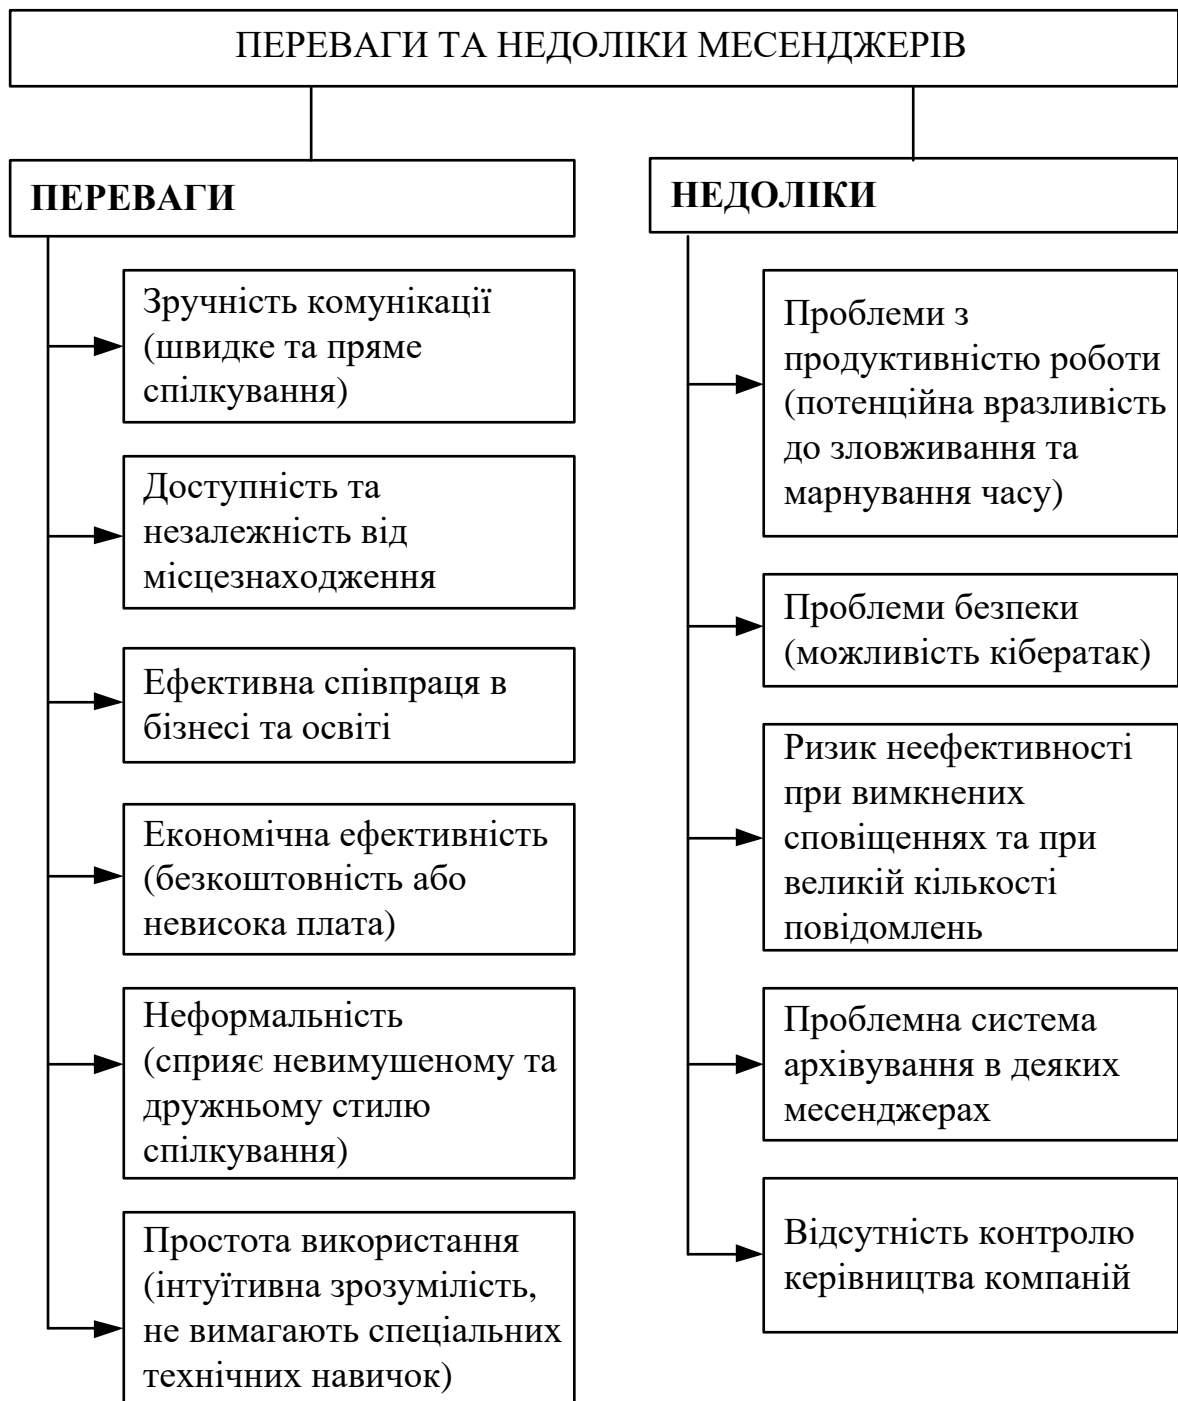 ПЕРЕВАГИ ТА НЕДОЛІКИ МЕСЕНДЖЕРІВ
ПЕРЕВАГИ
Зручність комунікації
(швидке та пряме
спілкування)
Доступність та
незалежність від
місцезнаходження
Ефективна співпраця в
бізнесі та освіті
Економічна ефективність
(безкоштовність або
невисока плата)
Неформальність
(сприяє невимушеному та
дружньому стилю
спілкування)
Простота використання
(інтуїтивна зрозумілість,
не вимагають спеціальних
технічних навичок)
НЕДОЛІКИ
Проблеми з
продуктивністю роботи
(потенційна вразливість
до зловживання та
марнування часу)
Проблеми безпеки
(можливість кібератак)
Ризик неефективності
при вимкнених
сповіщеннях та при
великій кількості
повідомлень
Проблемна система
архівування в деяких
месенджерах
Відсутність контролю
керівництва компаній